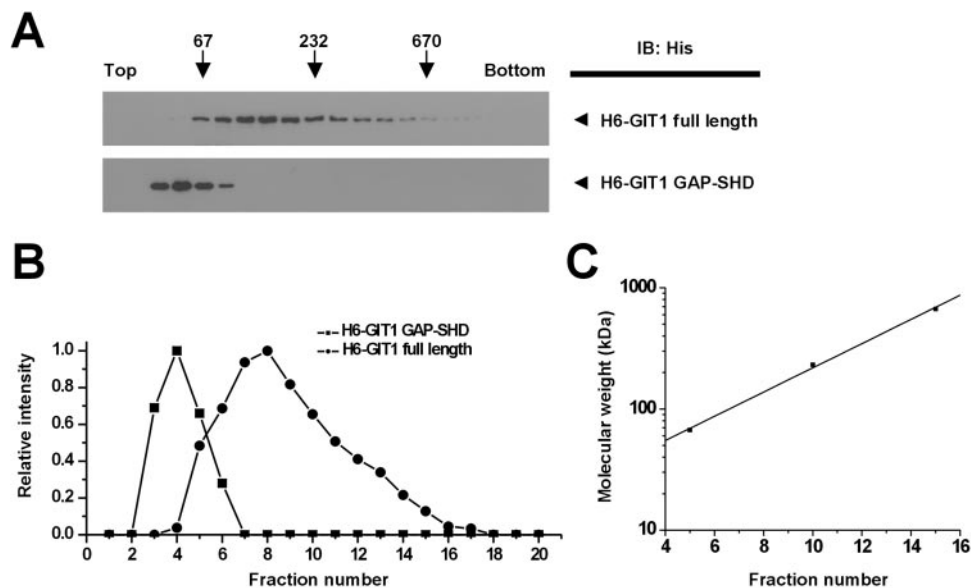 A
67 232 670
Top Bottom
IB: His
H6-GIT1 full length
H6-GIT1 GAP-SHD
B
H6-GIT1 GAP-SHD
H6-GIT1 full length
Relative intensity
1.0
0.8
0.6
0.4
0.2
0.0
0 2 4 6 8 10 12 14 16 18 20
Fraction number
C
Molecular weight (kDa)
1000
100
10
4 6 8 10 12 14 16
Fraction number